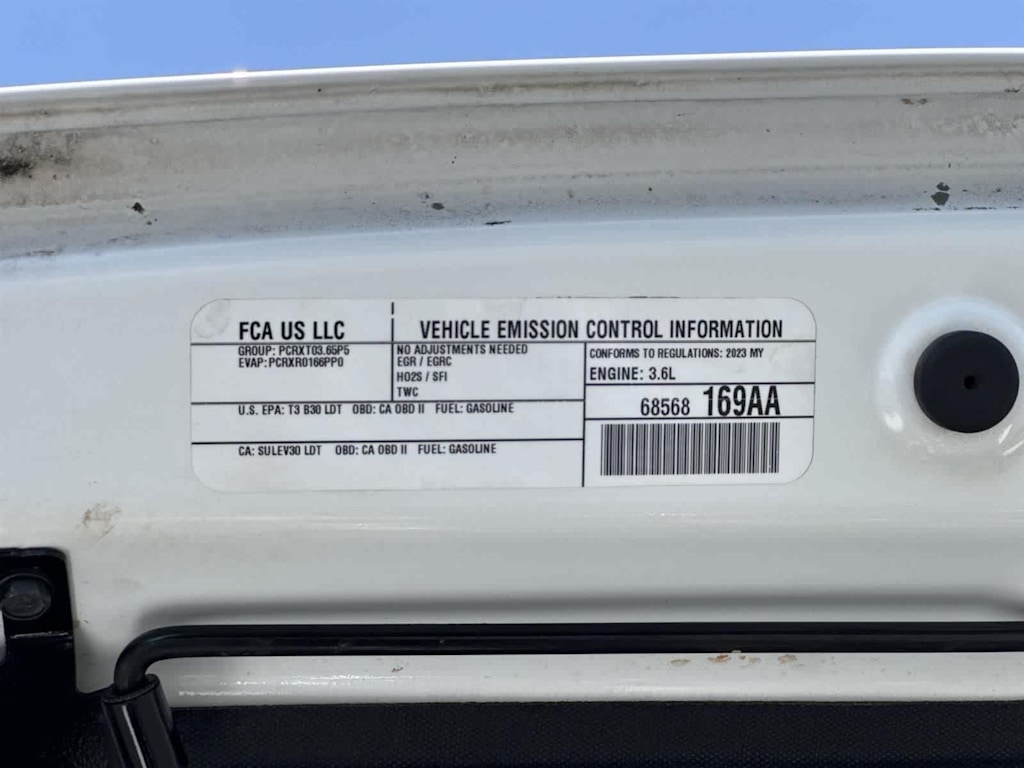 FCA US LLC
VEHICLE EMISSION CONTROL INFORMATION
GROUP: PCRXT03.65P5
EVAP: PCRXR0166PP0
NO ADJUSTMENTS NEEDED
EGR / EGRC
HO2S / SFI
TWC
CONFORMS TO REGULATIONS: 2023 MY
ENGINE: 3.6L
U.S. EPA: T3 B30 LDT OBD: CA OBD II FUEL: GASOLINE
68568 169AA
CA: SULEV30 LDT OBD: CA OBD II FUEL: GASOLINE